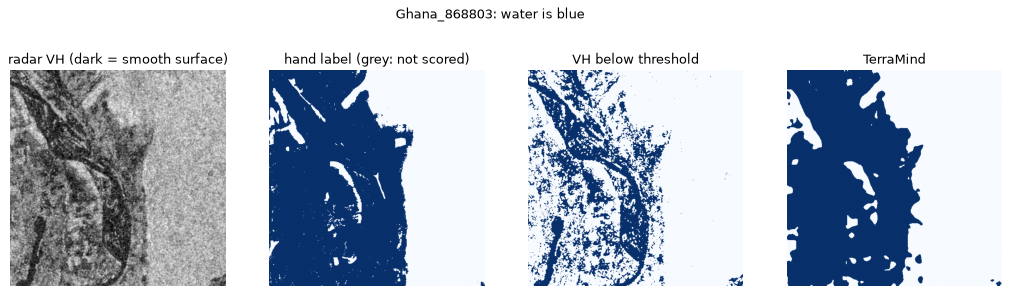 Ghana_868803: water is blue
radar VH (dark = smooth surface)
hand label (grey: not scored)
VH below threshold
TerraMind